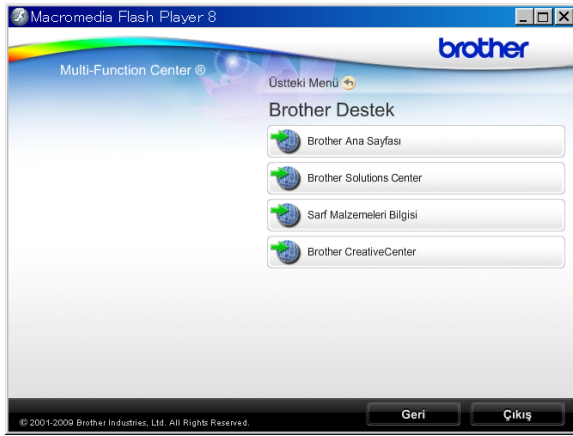 Macromedia Flash Player 8
brother
Multi-Function Center ®
Üstteki Menü
Brother Destek
Brother Ana Sayfası
Brother Solutions Center
Sarf Malzemeleri Bilgisi
Brother CreativeCenter
Geri
Çıkış
© 2001-2009 Brother Industries, Ltd. All Rights Reserved.